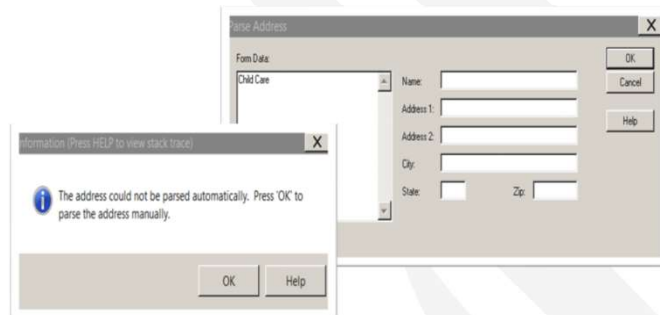 Parse Address
X
Form Data:
Child Care
Name:
Address 1:
Address 2:
City:
State:
Zip:
OK
Cancel
Help
nformation (Press HELP to view stack trace)
X
The address could not be parsed automatically. Press 'OK' to
parse the address manually.
OK
Help